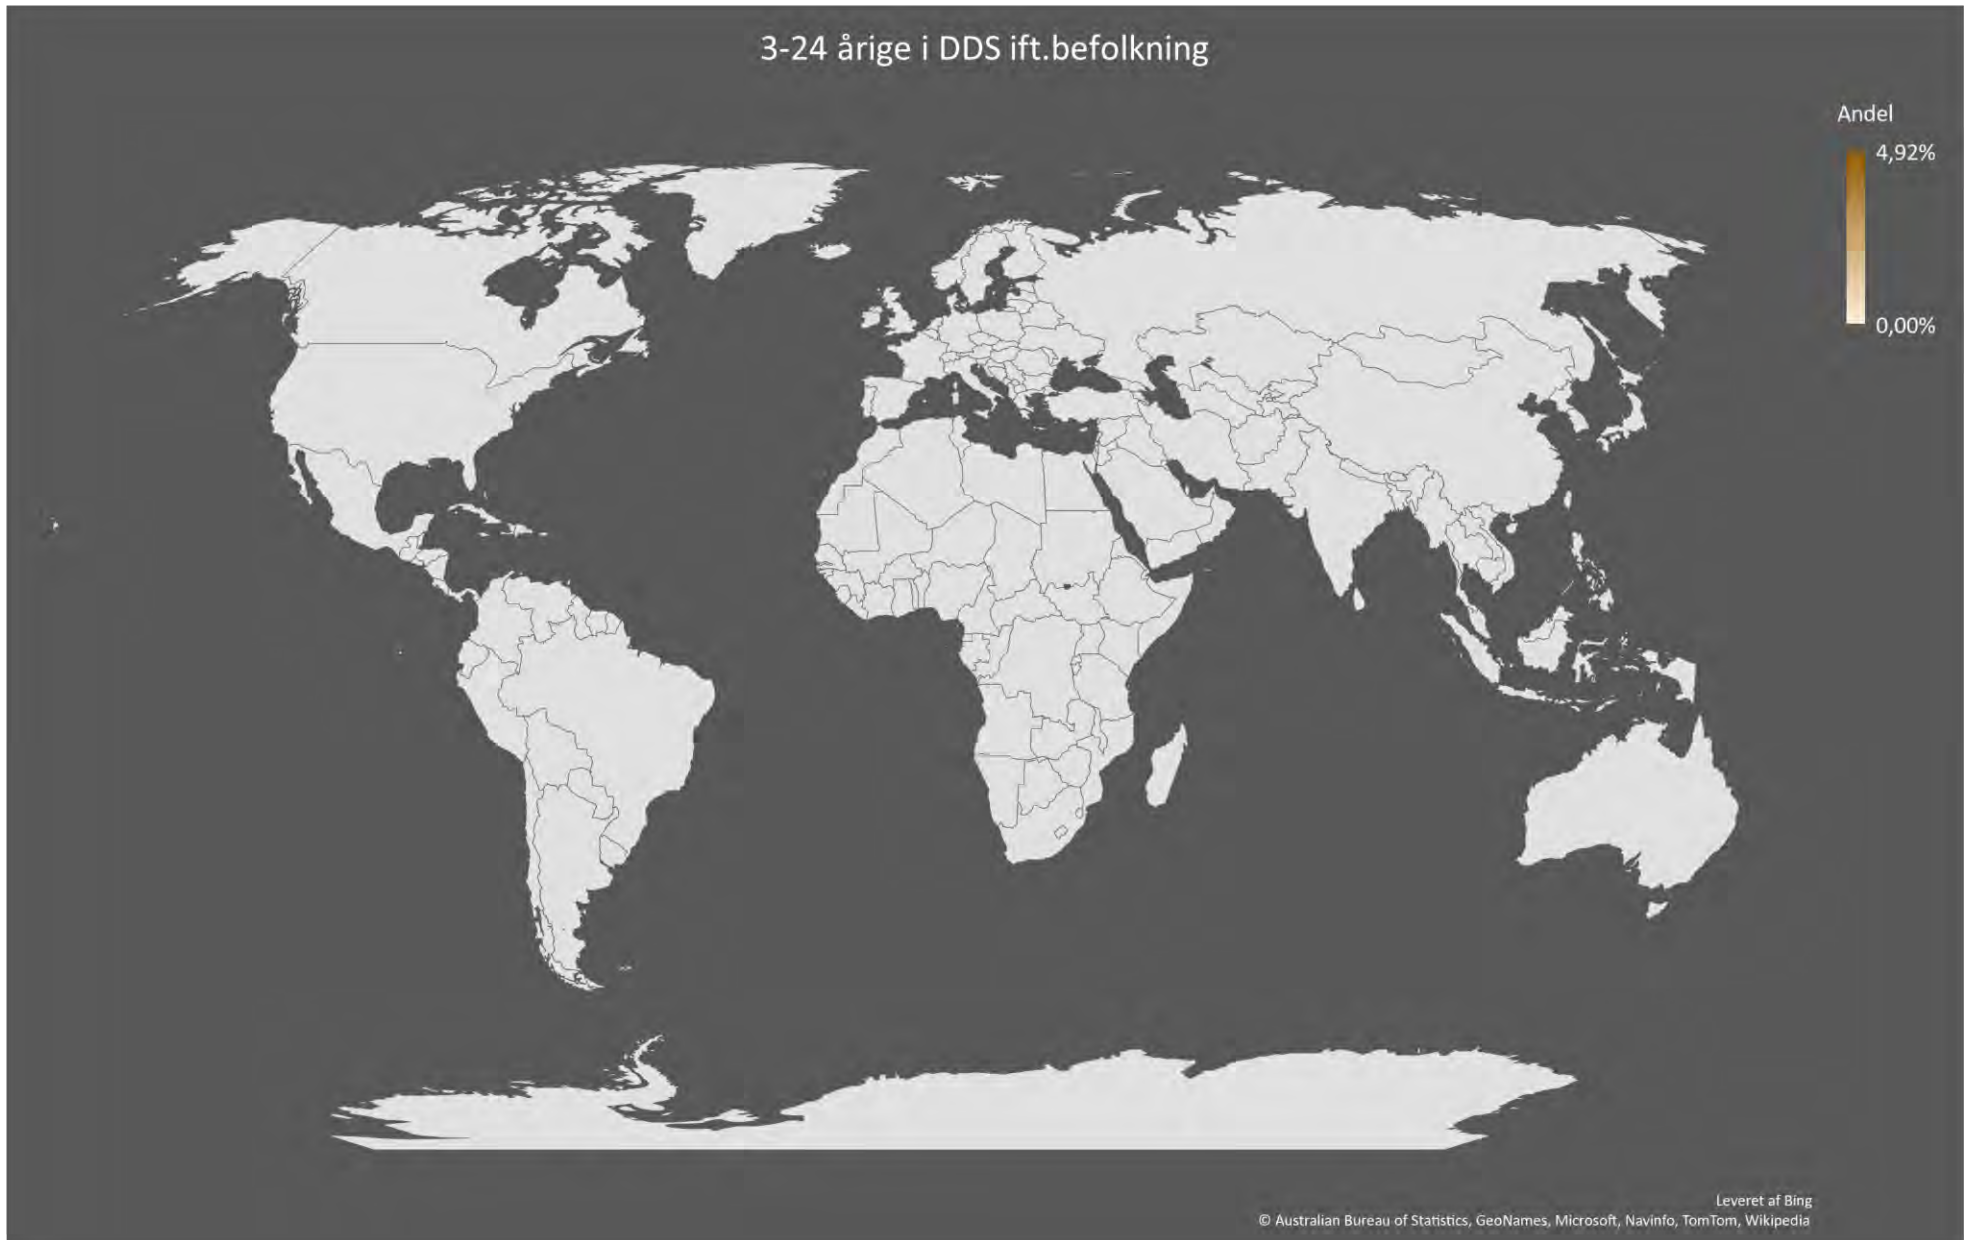 3-24 årige i DDS ift.befolkning
Andel
4,92%
0,00%
Leveret af Bing
© Australian Bureau of Statistics, GeoNames, Microsoft, Navinfo, TomTom, Wikipedia